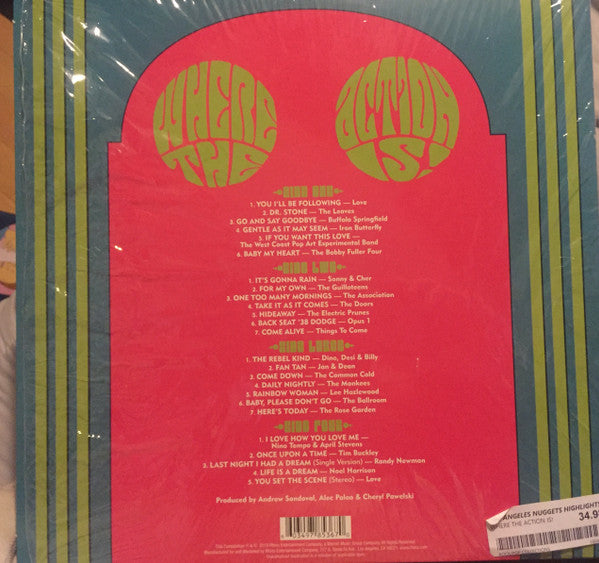 WHERE THE
ACTION IS!
SIDE ONE
1. YOU I'LL BE FOLLOWING — Love
2. DR. STONE — The Leaves
3. GO AND SAY GOODBYE — Buffalo Springfield
4. GENTLE AS IT MAY SEEM — Iron Butterfly
5. IF YOU WANT THIS LOVE —
The West Coast Pop Art Experimental Band
6. BABY MY HEART — The Bobby Fuller Four
SIDE TWO
1. IT'S GONNA RAIN — Sonny & Cher
2. FOR MY OWN — The Guilloteens
3. ONE TOO MANY MORNINGS — The Association
4. TAKE IT AS IT COMES — The Doors
5. HIDEAWAY — The Electric Prunes
6. BACK SEAT '38 DODGE — Opus 1
7. COME ALIVE — Things To Come
SIDE THREE
1. THE REBEL KIND — Dino, Desi & Billy
2. FAN TAN — Jan & Dean
3. COME DOWN — The Common Cold
4. DAILY NIGHTLY — The Monkees
5. RAINBOW WOMAN — Lee Hazlewood
6. BABY, PLEASE DON'T GO — The Ballroom
7. HERE'S TODAY — The Rose Garden
SIDE FOUR
1. I LOVE HOW YOU LOVE ME —
Nino Tempo & April Stevens
2. ONCE UPON A TIME — Tim Buckley
3. LAST NIGHT I HAD A DREAM (Single Version) — Randy Newman
4. LIFE IS A DREAM — Noel Harrison
5. YOU SET THE SCENE (Stereo) — Love
Produced by Andrew Sandoval, Alec Palao & Cheryl Pawelski
03497 85367
ANGELES NUGGETS HIGHLIGHTS
WHERE THE ACTION IS!
34.9